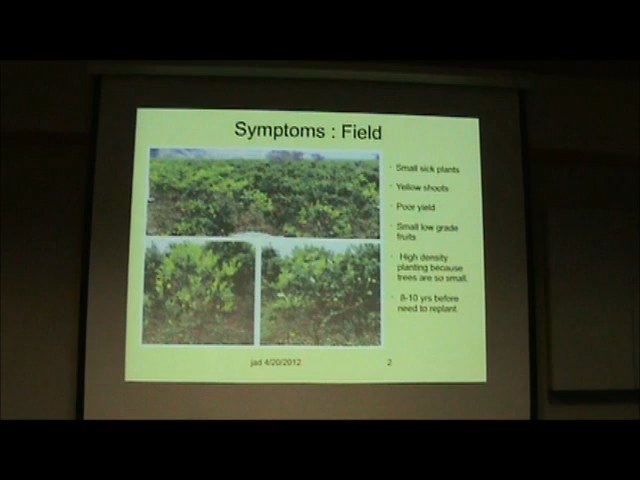 Symptoms : Field
· Small sick plants
· Yellow shoots
· Poor yield
· Small low grade
fruits
· High density
planting because
trees are so small.
· 8-10 yrs before
need to replant
jad 4/20/2012
2